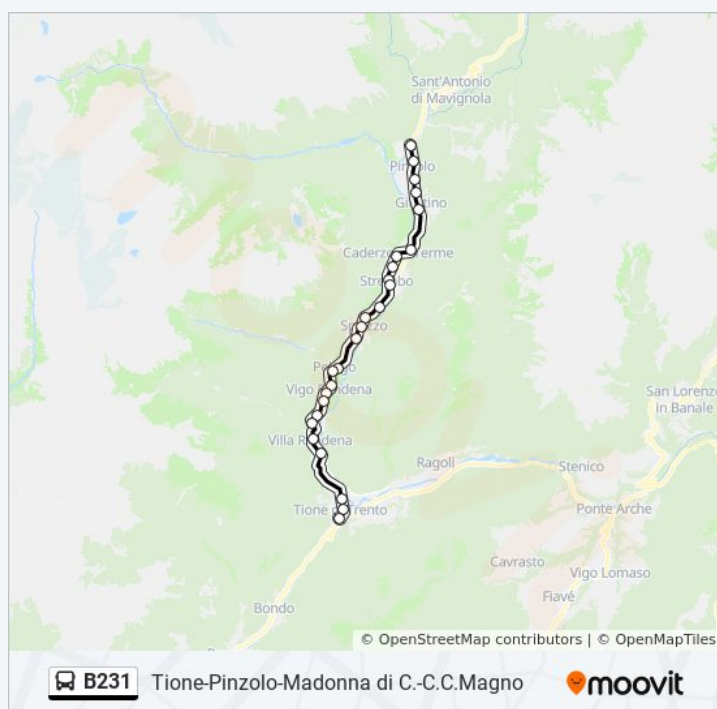 Sant'Antonio
di Mavignola
Pinzolo
Giustino
Caderzone Terme
Strembo
Spiazzo
Pelugo
Vigo Rendena
San Lorenzo
in Banale
Villa Rendena
Ragoli
Stenico
Tione di Trento
Ponte Arche
Cavrasto
Vigo Lomaso
Fiavé
Bondo
© OpenStreetMap contributors | © OpenMapTiles
B231 Tione-Pinzolo-Madonna di C.-C.C.Magno
moovit